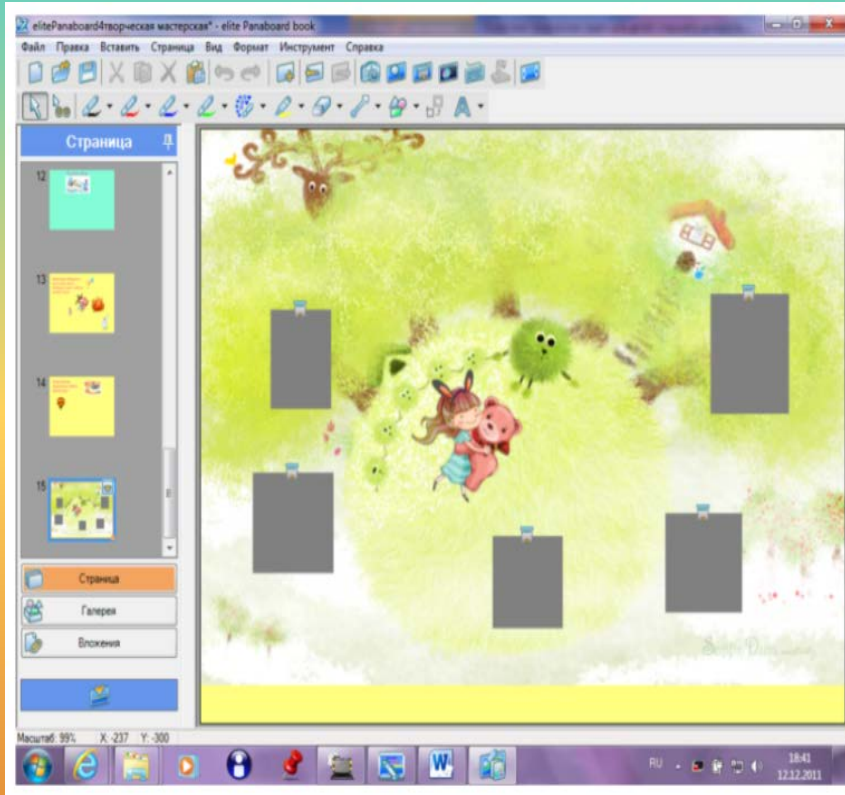 elitePanaboard4творческая мастерская* - elite Panaboard book
Файл Правка Вставить Страница Вид Формат Инструмент Справка
Страница
12
13
14
15
Страница
Галерея
Вложения
Масштаб: 99% X: -237 Y: -300
RU
18:41
12.12.2011